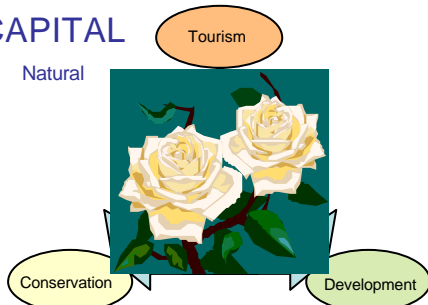 CAPITAL
Tourism
Natural
Conservation
Development